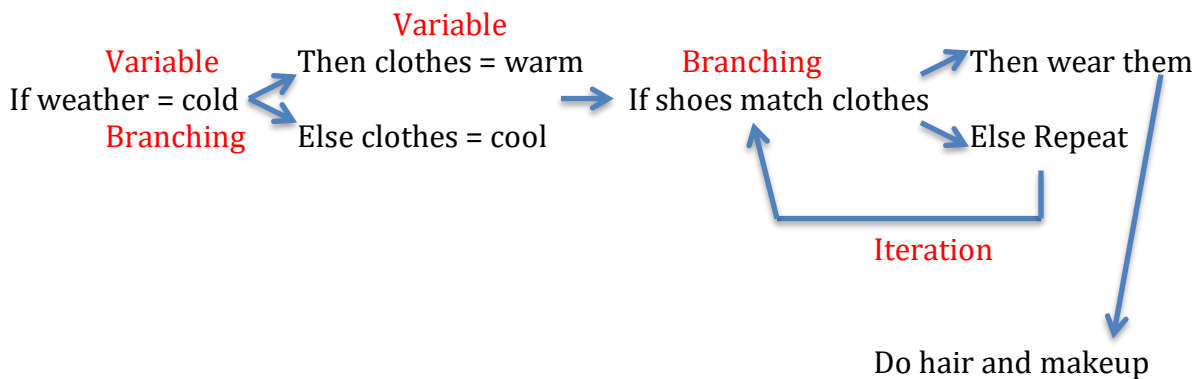 Variable
Variable Then clothes = warm Branching Then wear them
If weather = cold If shoes match clothes
Branching Else clothes = cool Else Repeat
Iteration
Do hair and makeup